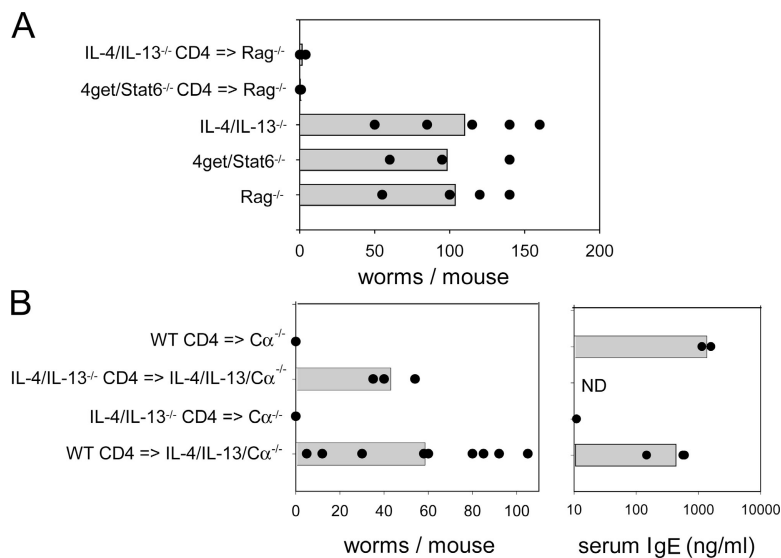 A
IL-4/IL-13-/- CD4 => Rag-/-
4get/Stat6-/- CD4 => Rag-/-
IL-4/IL-13-/-
4get/Stat6-/-
Rag-/-
0 50 100 150 200
worms / mouse
B
WT CD4 => Cα-/-
IL-4/IL-13-/- CD4 => IL-4/IL-13/Cα-/-
IL-4/IL-13-/- CD4 => Cα-/-
WT CD4 => IL-4/IL-13/Cα-/-
0 20 40 60 80 100
worms / mouse
ND
10 100 1000 10000
serum IgE (ng/ml)